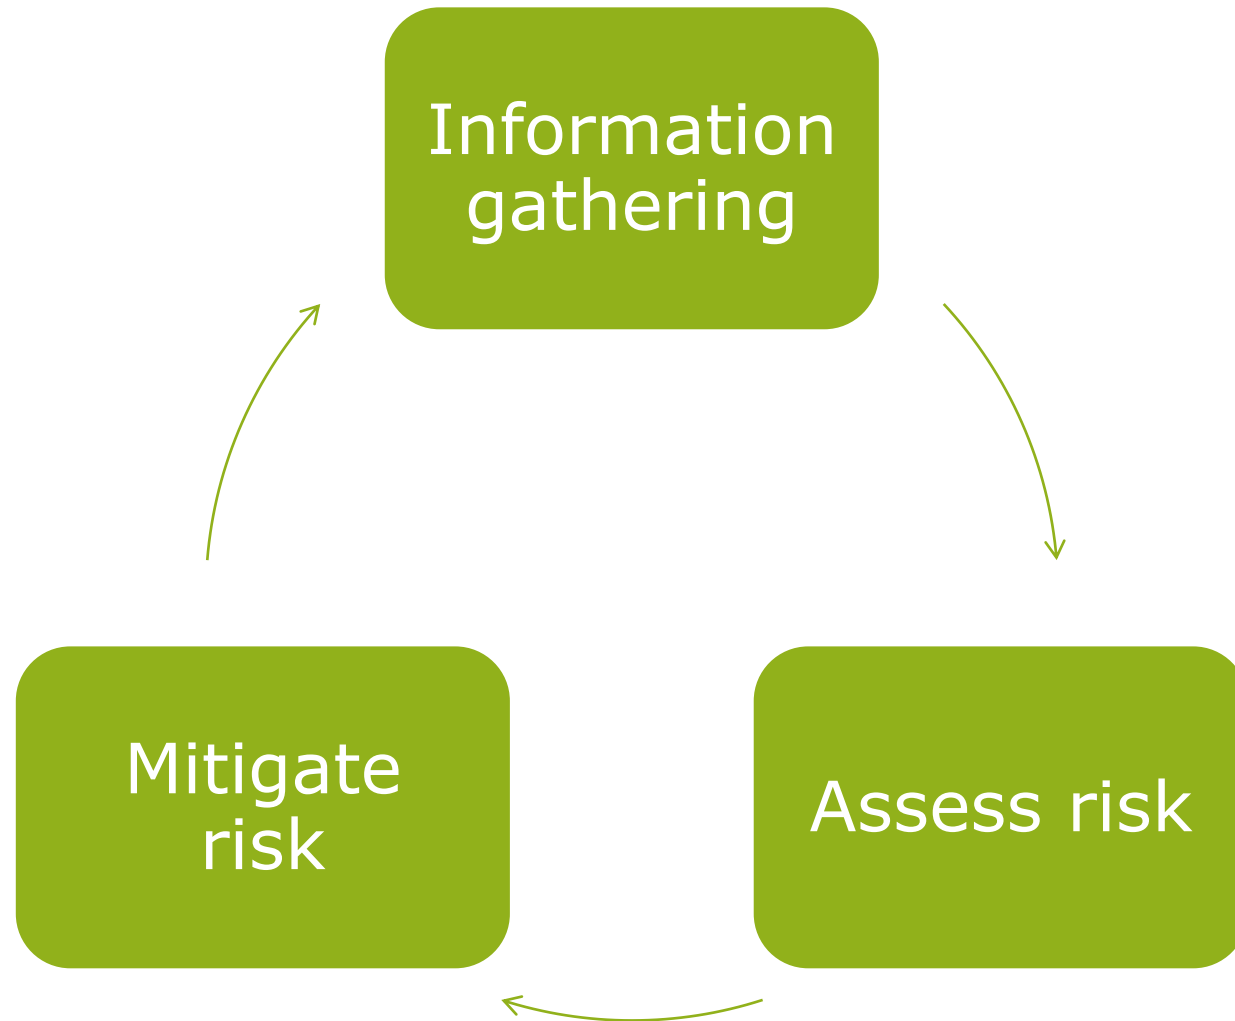 Information
gathering
Mitigate
risk
Assess risk